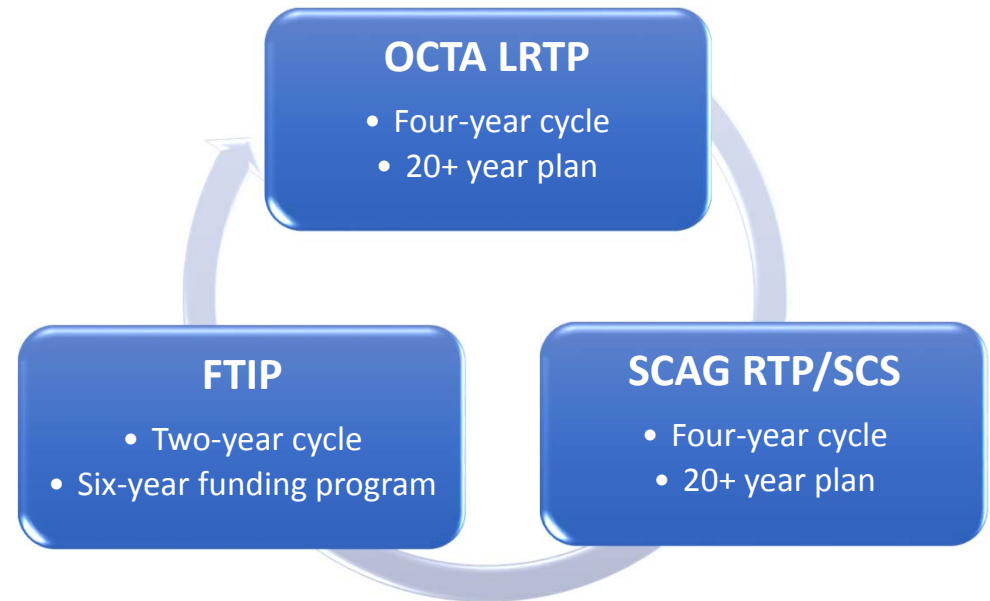 OCTA LRTP
• Four-year cycle
• 20+ year plan
FTIP
• Two-year cycle
• Six-year funding program
SCAG RTP/SCS
• Four-year cycle
• 20+ year plan